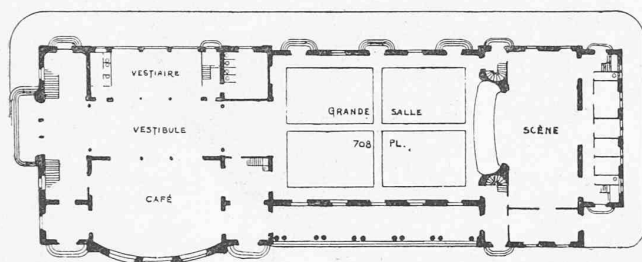 VESTIAIRE
VESTIBULE
CAFÉ
GRANDE SALLE
708 PL.
SCÈNE